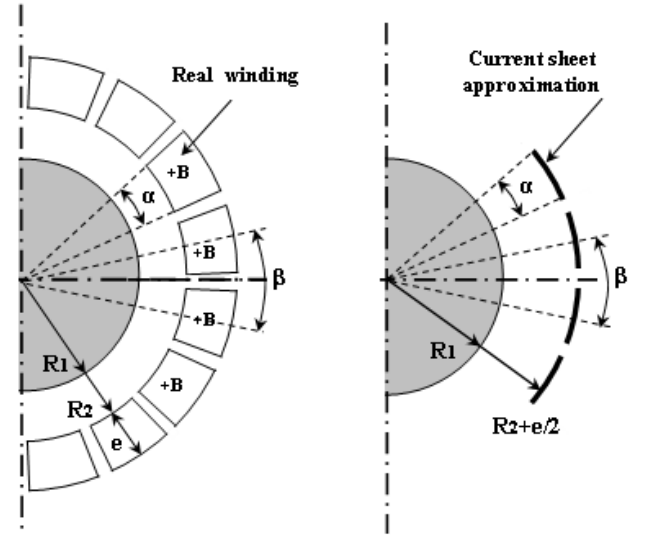 Real winding
+B
α
+B
β
+B
+B
R1
R2
e
Current sheet
approximation
α
β
R1
R2+e/2